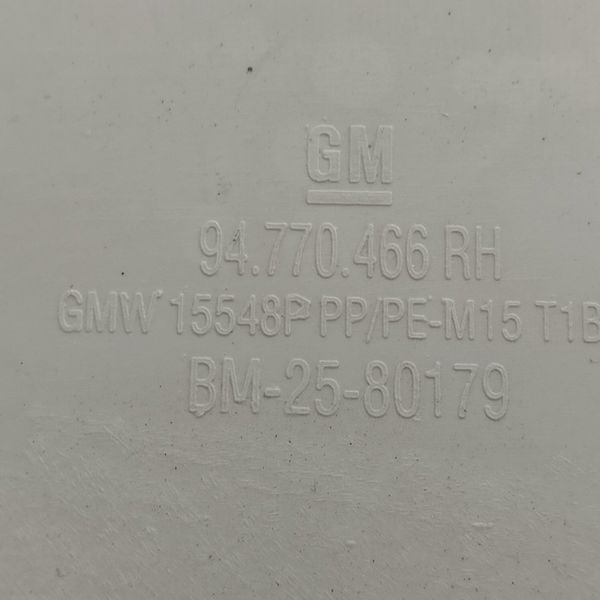 GM
94.770.466 RH
GMW 15548P PP/PE-M15 T1B
BM-25-80179